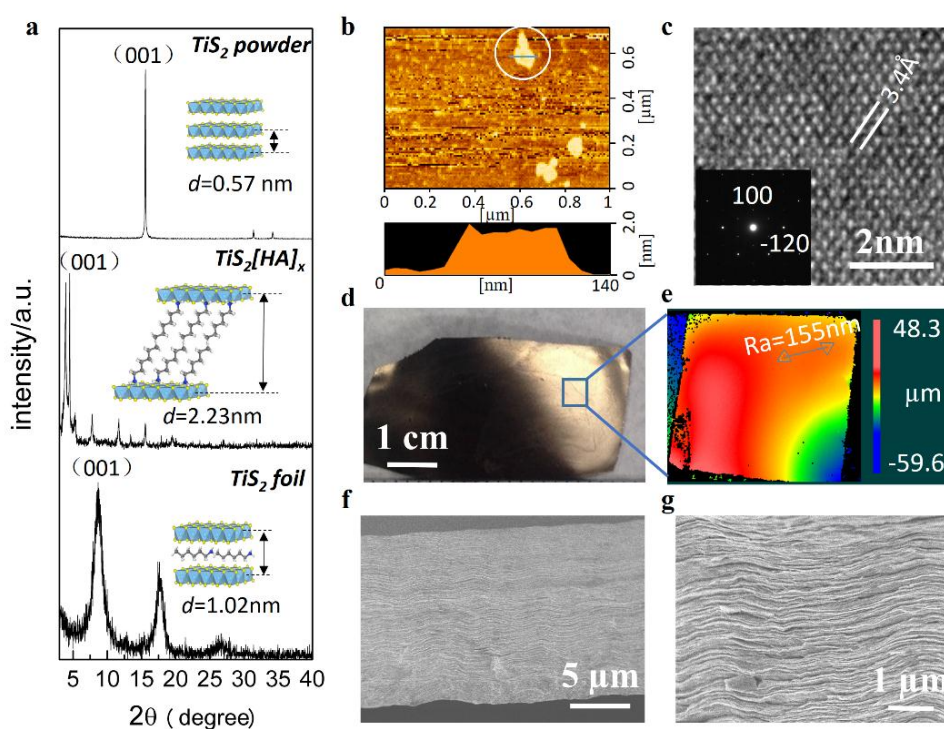 a
TiS2 powder
(001)
d=0.57 nm
TiS2[HA]x
(001)
d=2.23nm
TiS2 foil
(001)
d=1.02nm
intensity/a.u.
5 10 15 20 25 30 35 40
2θ ( degree)
b
0.6
0.4
0.2
0
[μm]
0 0.2 0.4 0.6 0.8 1
[μm]
2.0
0
[nm]
0 [nm] 140
c
3.4Å
100
-120
2nm
d
1 cm
e
Ra=155nm
48.3
μm
-59.6
f
5 μm
g
1 μm